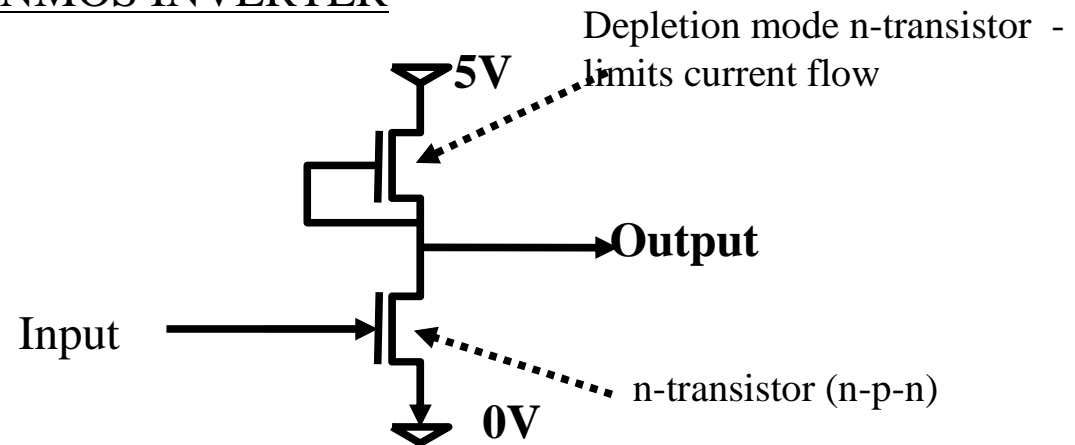 NMOS INVERTER
Depletion mode n-transistor -
limits current flow
5V
Output
Input
n-transistor (n-p-n)
0V